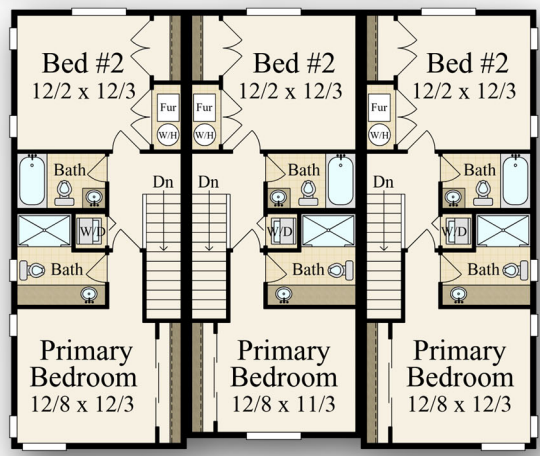 Bed #2
12/2 x 12/3
Fur
W/H
Bath
Dn
W/D
Bath
Primary
Bedroom
12/8 x 12/3
Bed #2
12/2 x 12/3
Fur
W/H
Bath
Dn
W/D
Bath
Primary
Bedroom
12/8 x 11/3
Bed #2
12/2 x 12/3
Fur
W/H
Bath
Dn
W/D
Bath
Primary
Bedroom
12/8 x 12/3